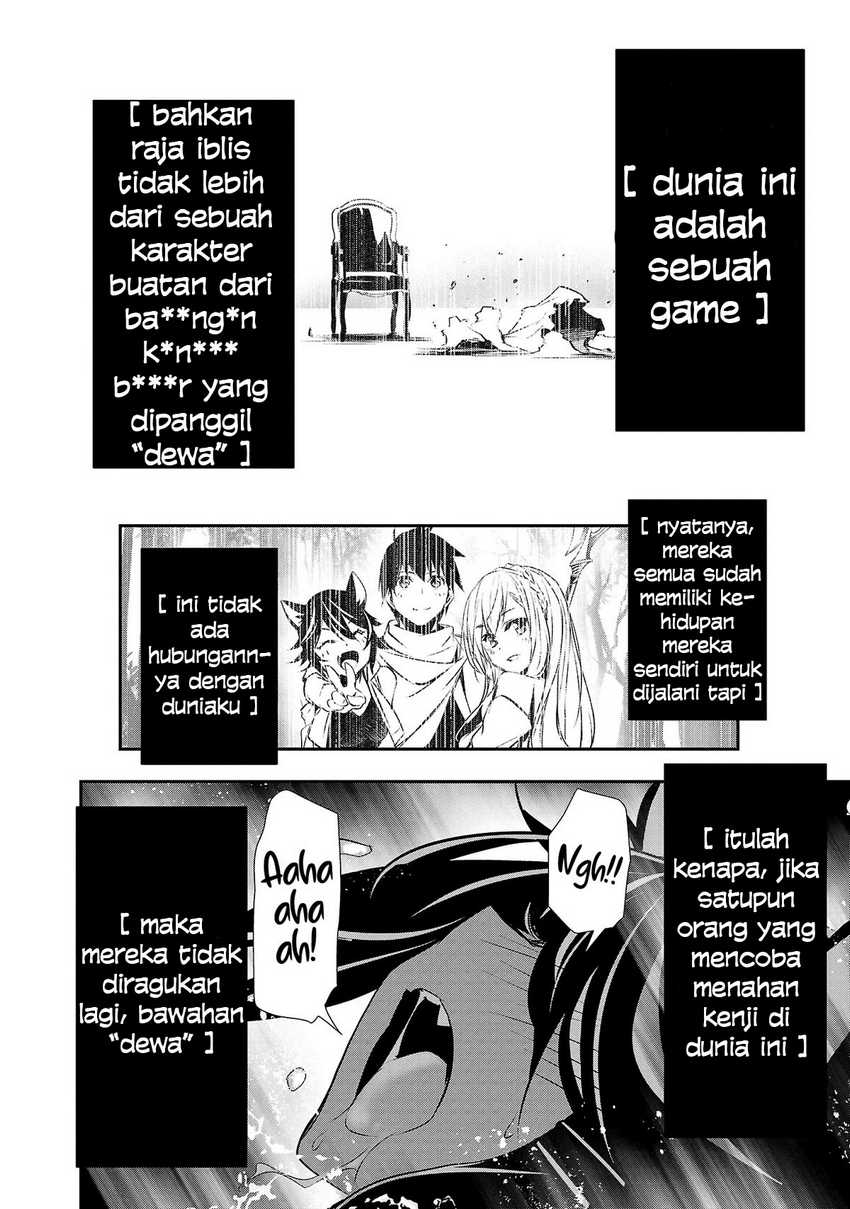 [ dunia ini
adalah
sebuah
game ]
[ bahkan
raja iblis
tidak lebih
dari sebuah
karakter
buatan dari
ba**ng*n
k*n***
b***r yang
dipanggil
“dewa” ]
[ nyatanya,
mereka
semua sudah
memiliki ke-
hidupan
mereka
sendiri untuk
dijalani tapi ]
[ ini tidak
ada
hubungann-
ya dengan
duniaku ]
[ itulah
kenapa, jika
satupun
orang yang
mencoba
menahan
kenji di
dunia ini ]
Ngh!!
Aaha
aha
ah!
[ maka
mereka tidak
diragukan
lagi, bawahan
“dewa” ]